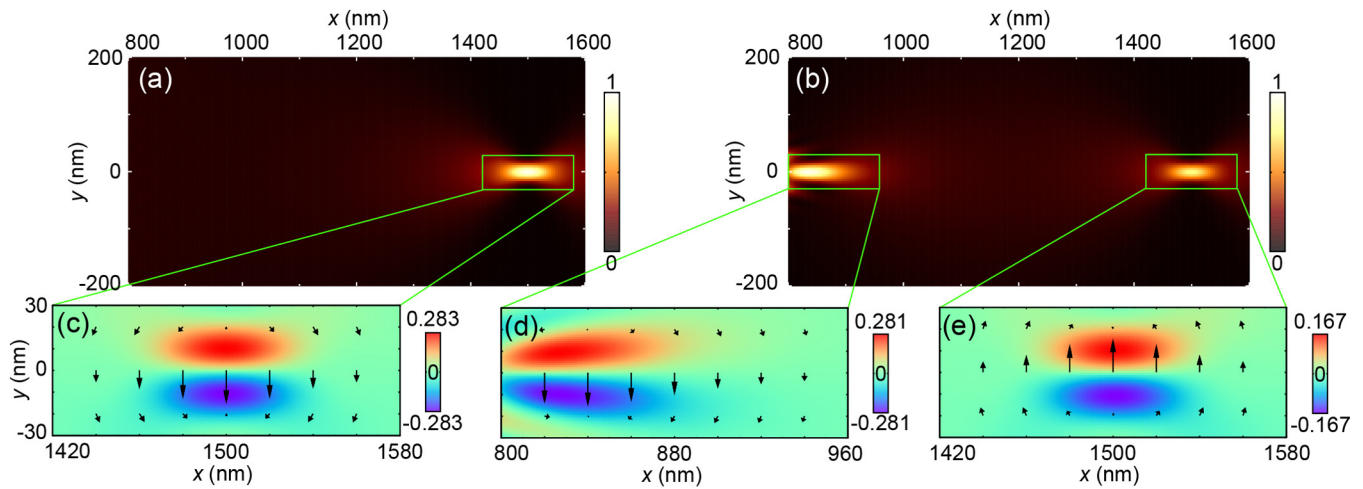 x (nm)
x (nm)
800 1000 1200 1400 1600
800 1000 1200 1400 1600
200
0
-200
y (nm)
(a)
1
0
200
0
-200
y (nm)
(b)
1
0
30
0
-30
y (nm)
(c)
0.283
0
-0.283
1420 1500 1580
x (nm)
(d)
0.281
0
-0.281
800 880 960
x (nm)
(e)
0.167
0
-0.167
1420 1500 1580
x (nm)